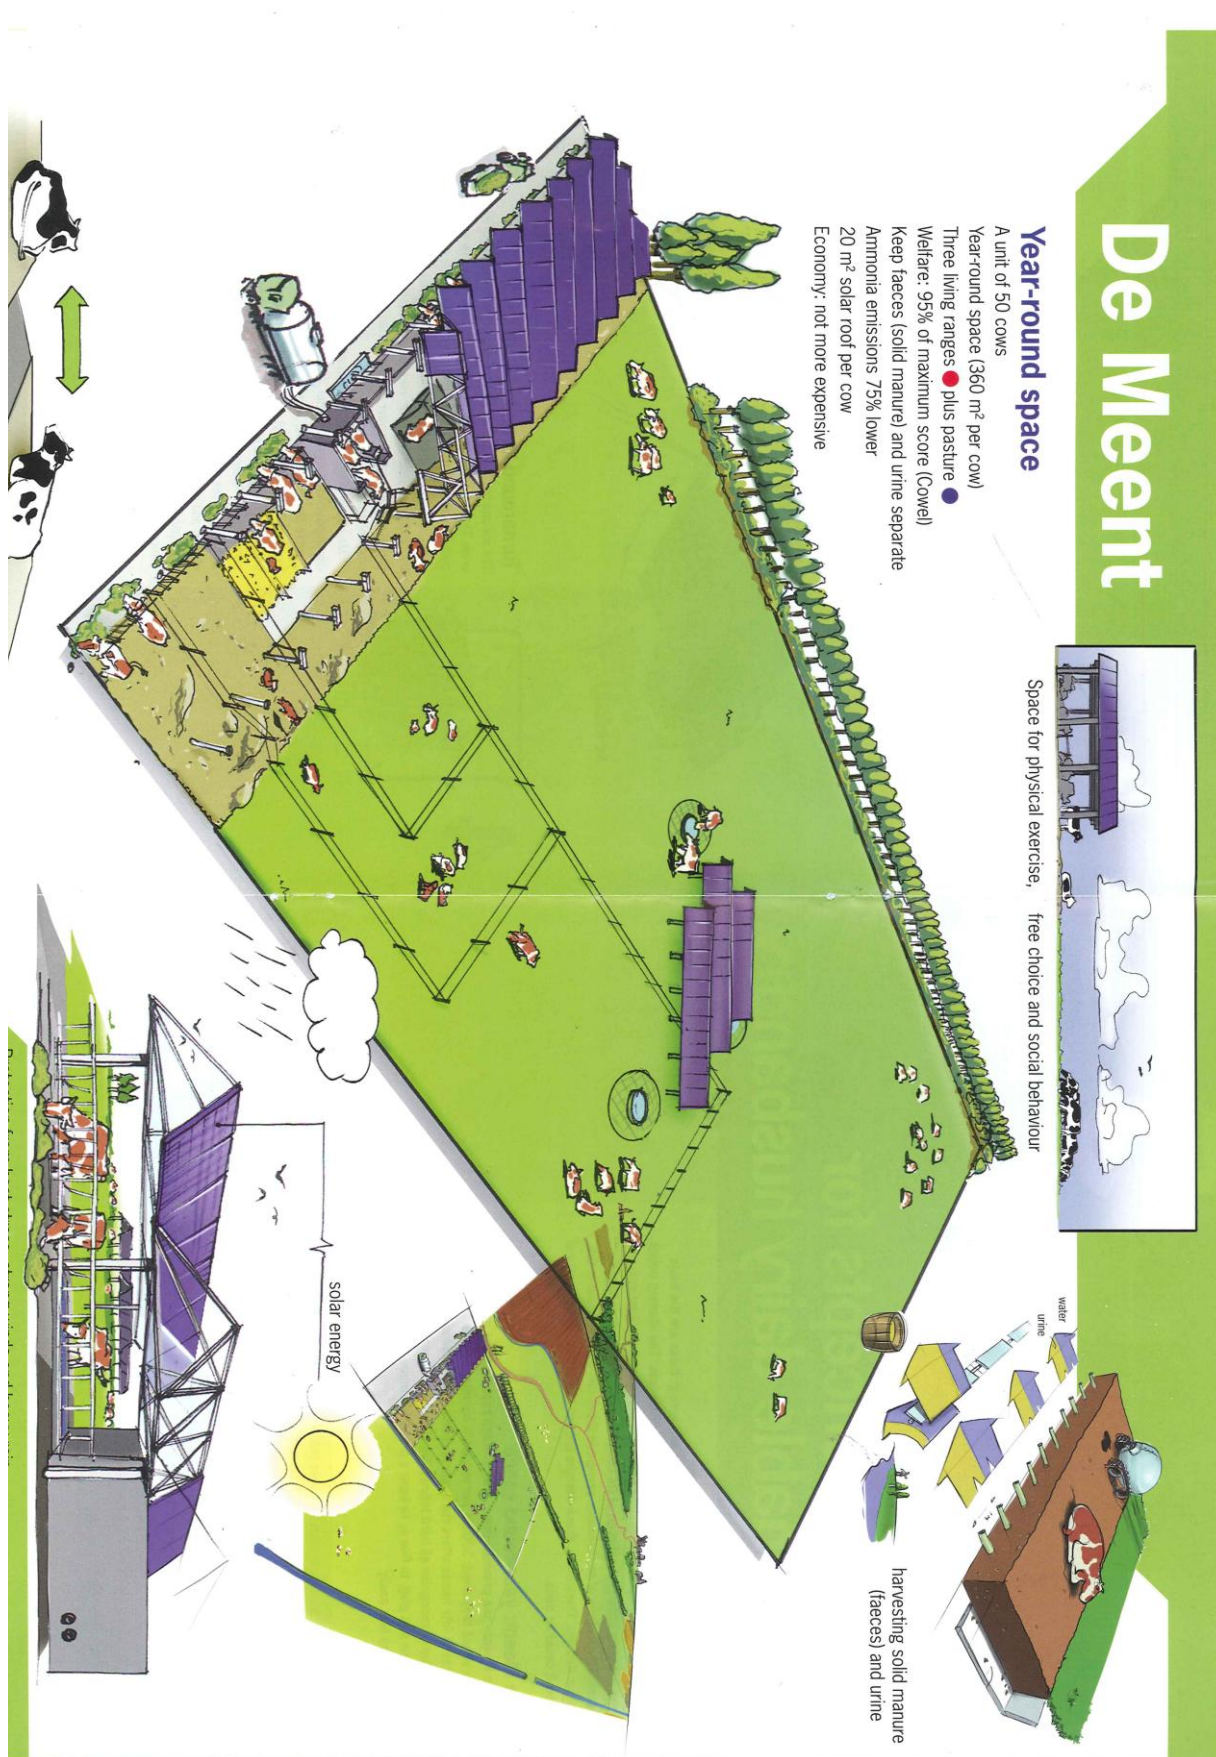 De Meent
Year-round space
A unit of 50 cows
Year-round space (360 m² per cow)
Three living ranges ● plus pasture ●
Welfare: 95% of maximum score (Cowel)
Keep faeces (solid manure) and urine separate
Ammonia emissions 75% lower
20 m² solar roof per cow
Economy: not more expensive
Space for physical exercise, free choice and social behaviour
water
urine
harvesting solid manure
(faeces) and urine
solar energy